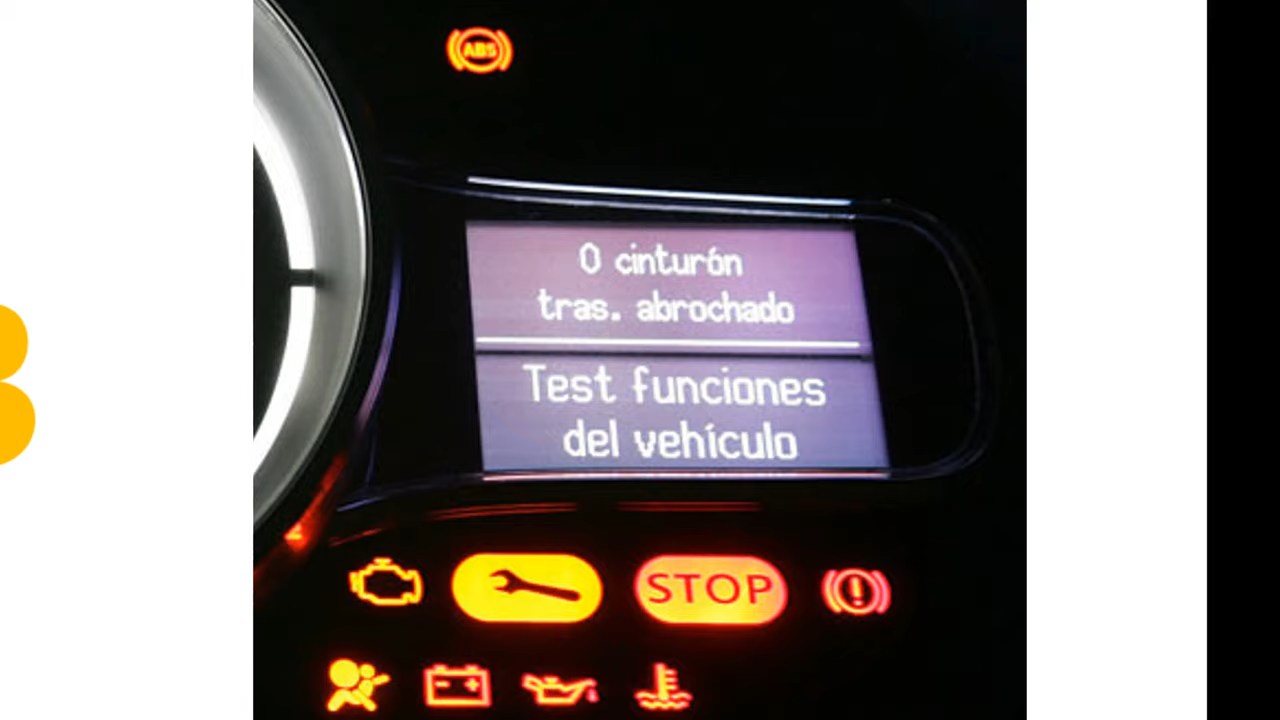 ABS
0 cinturón
tras. abrochado
Test funciones
del vehículo
STOP